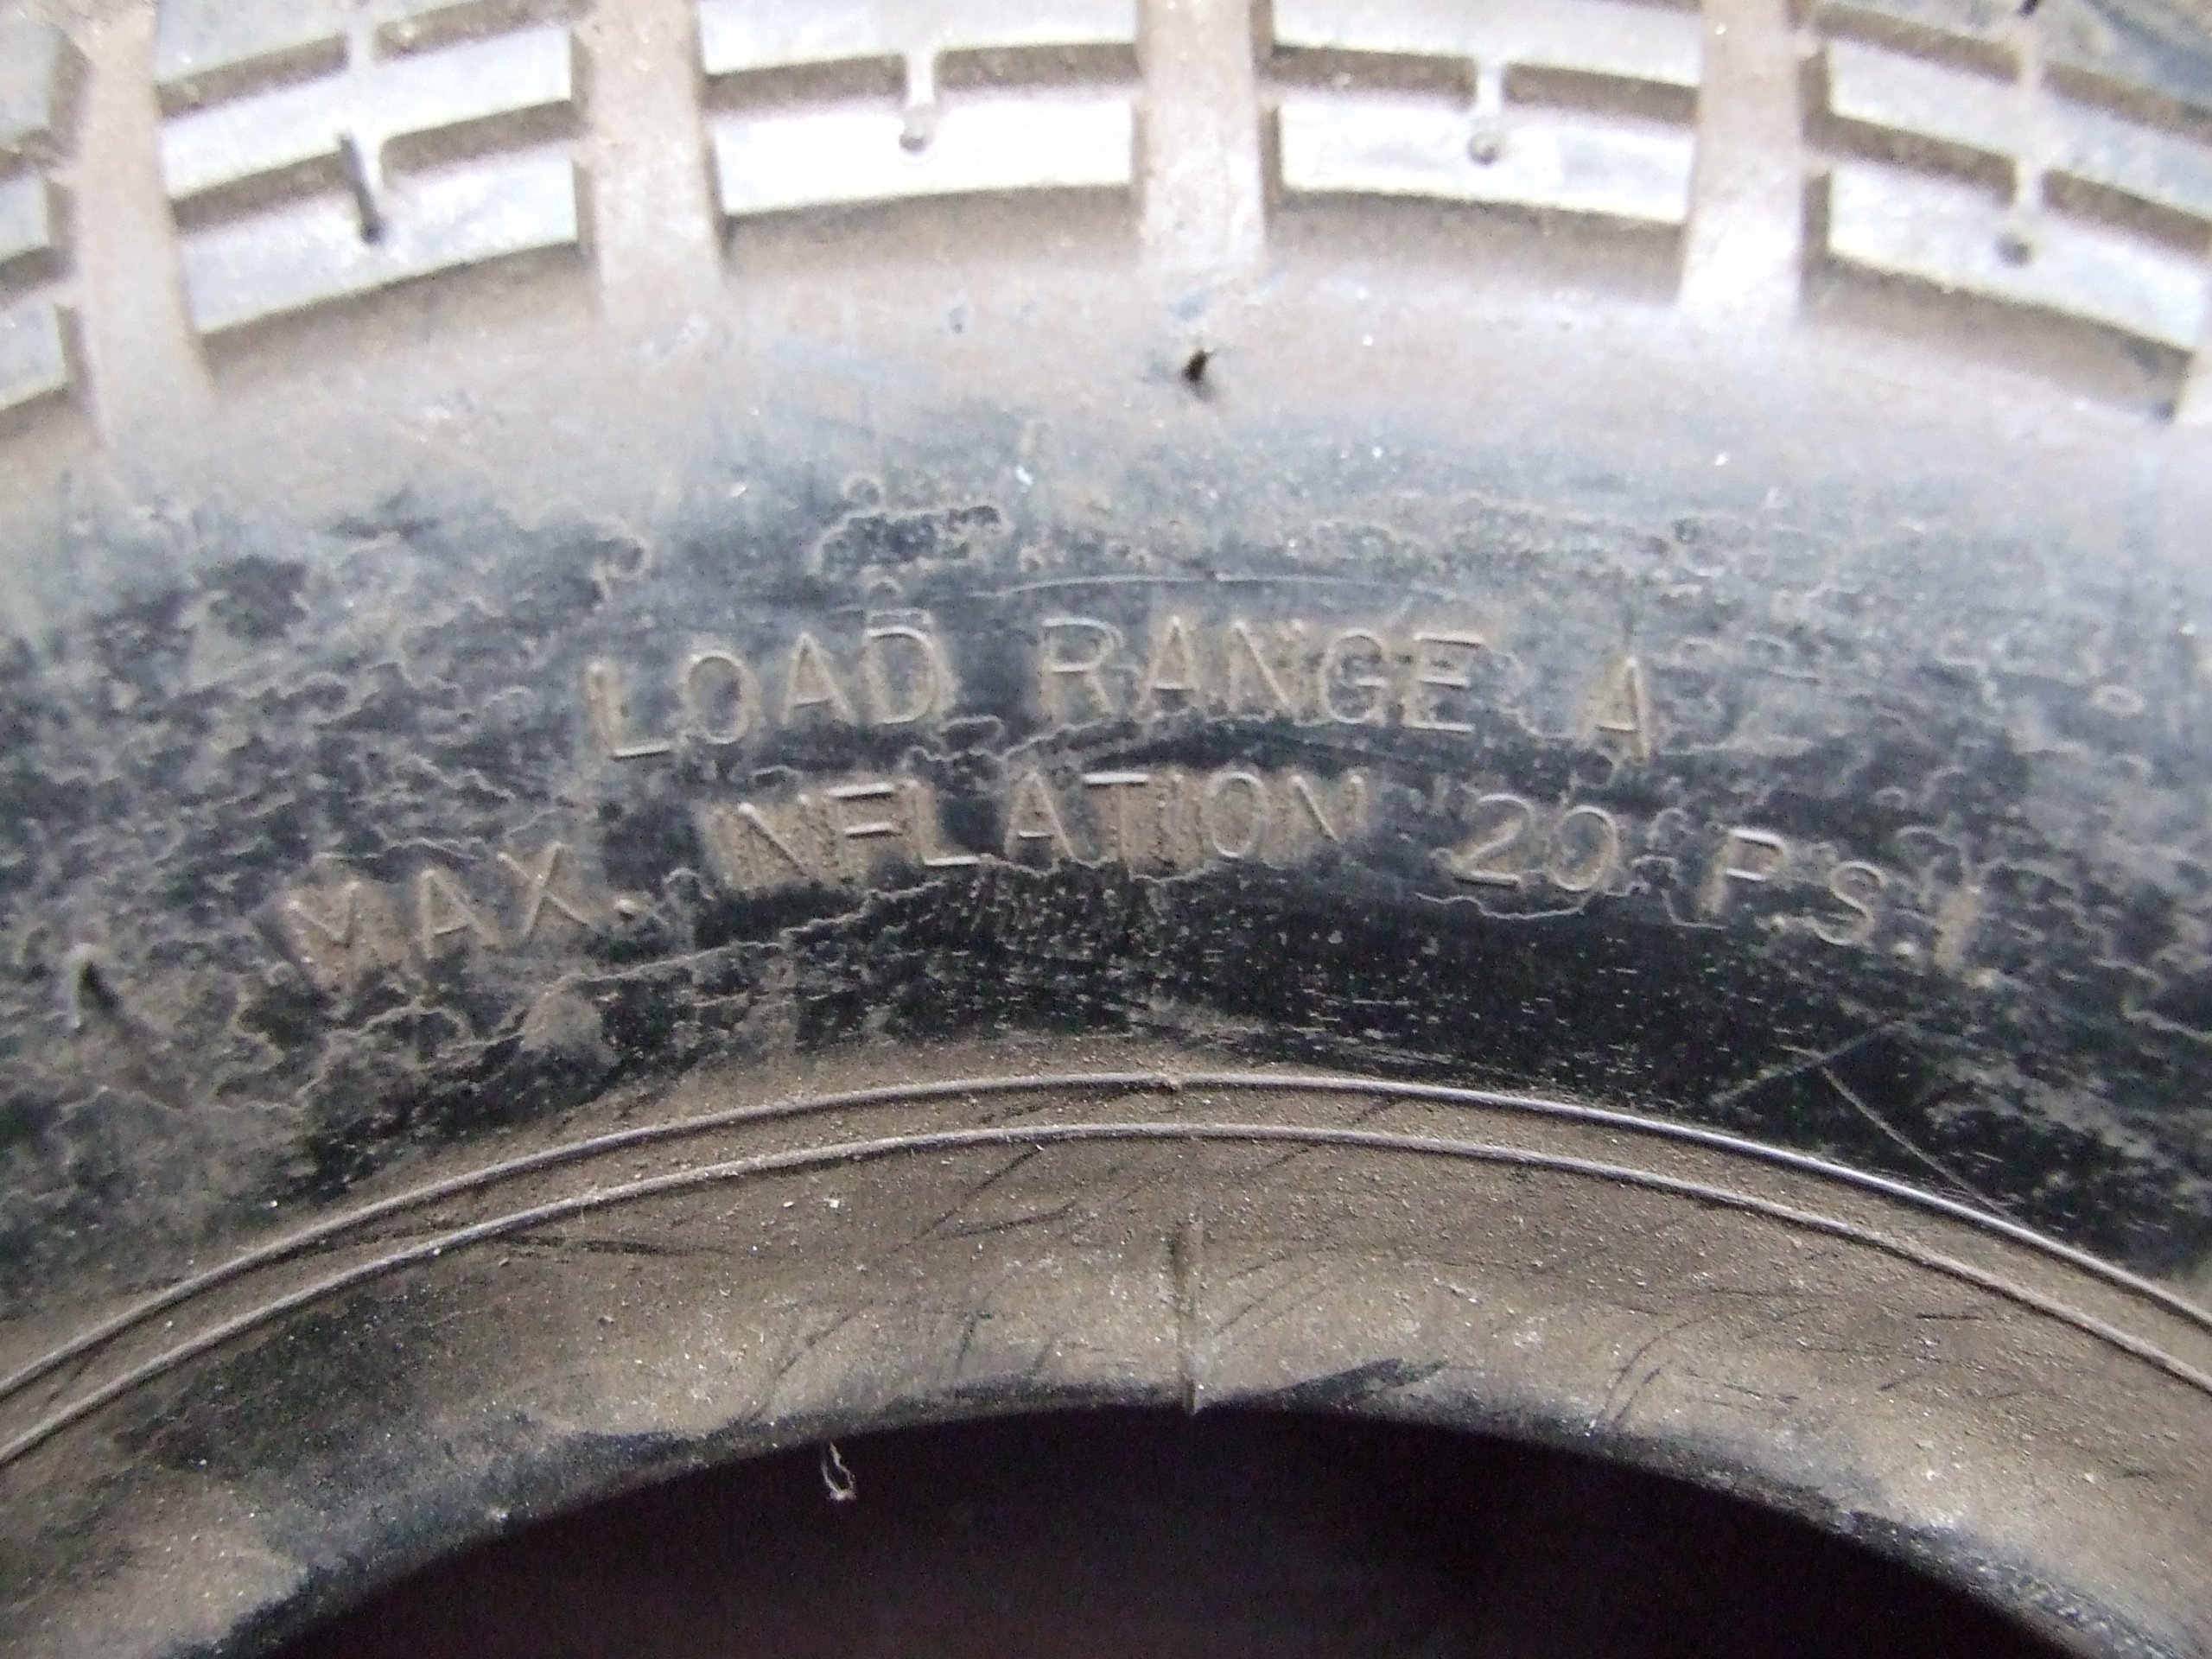 LOAD RANGE A
MAX. INFLATION 20 P.S.I.